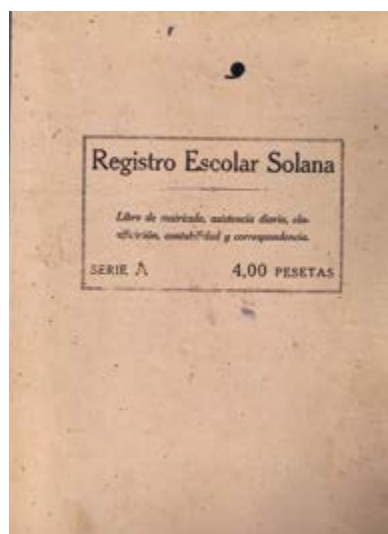 Registro Escolar Solana
Libro de matrícula, asistencia diaria, cla-
sificación, contabilidad y correspondencia.
SERIE A 4,00 PESETAS